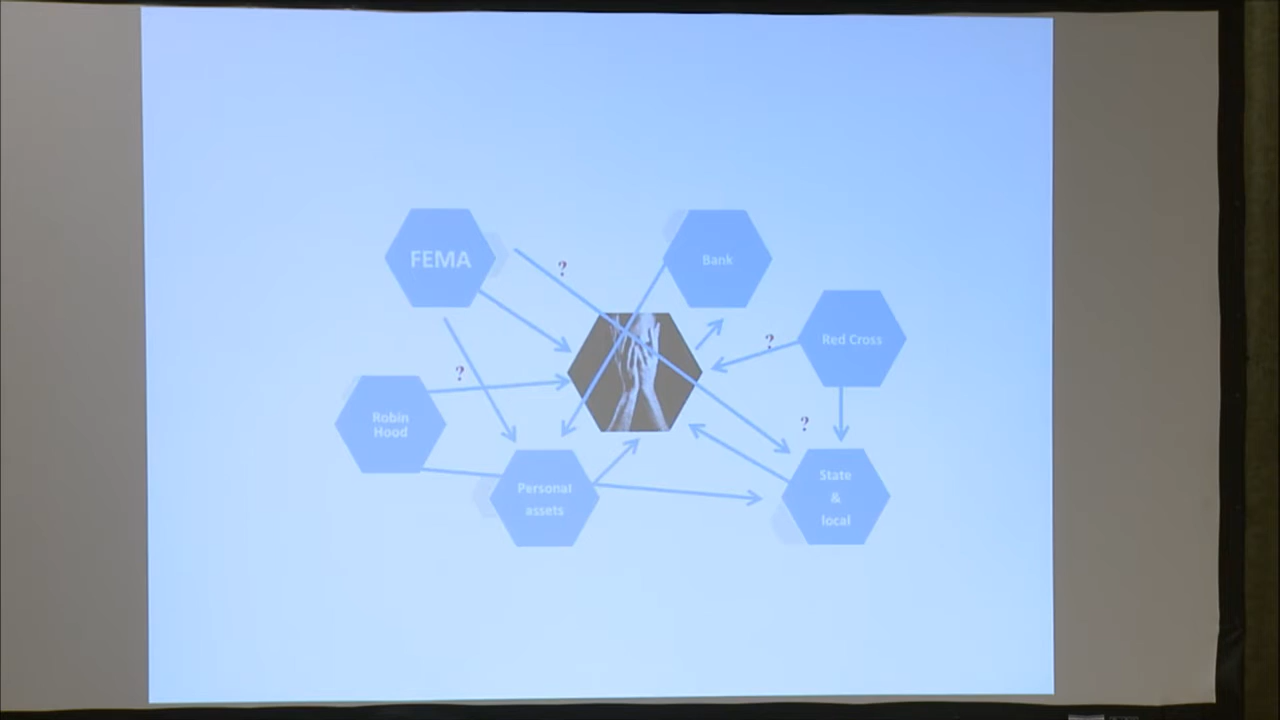 FEMA
Bank
?
Red Cross
?
?
Robin
Hood
?
Personal
assets
State
&
local